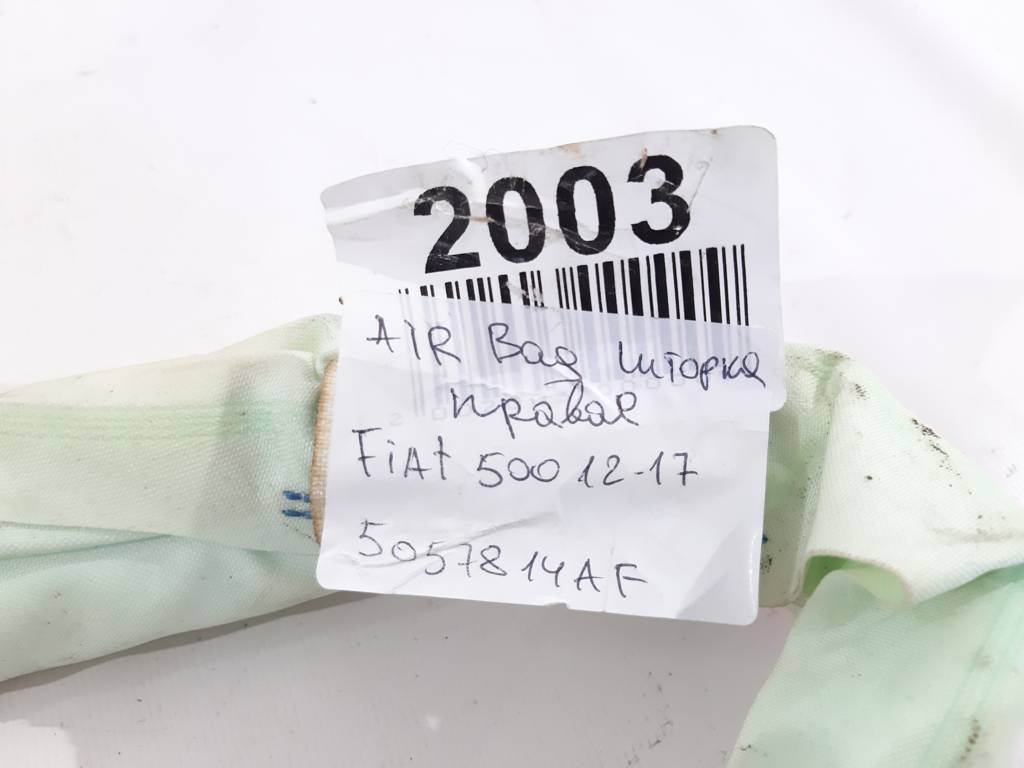 2003
AIR Bag шторка
правая
Fiat 500 12-17
5057814AF